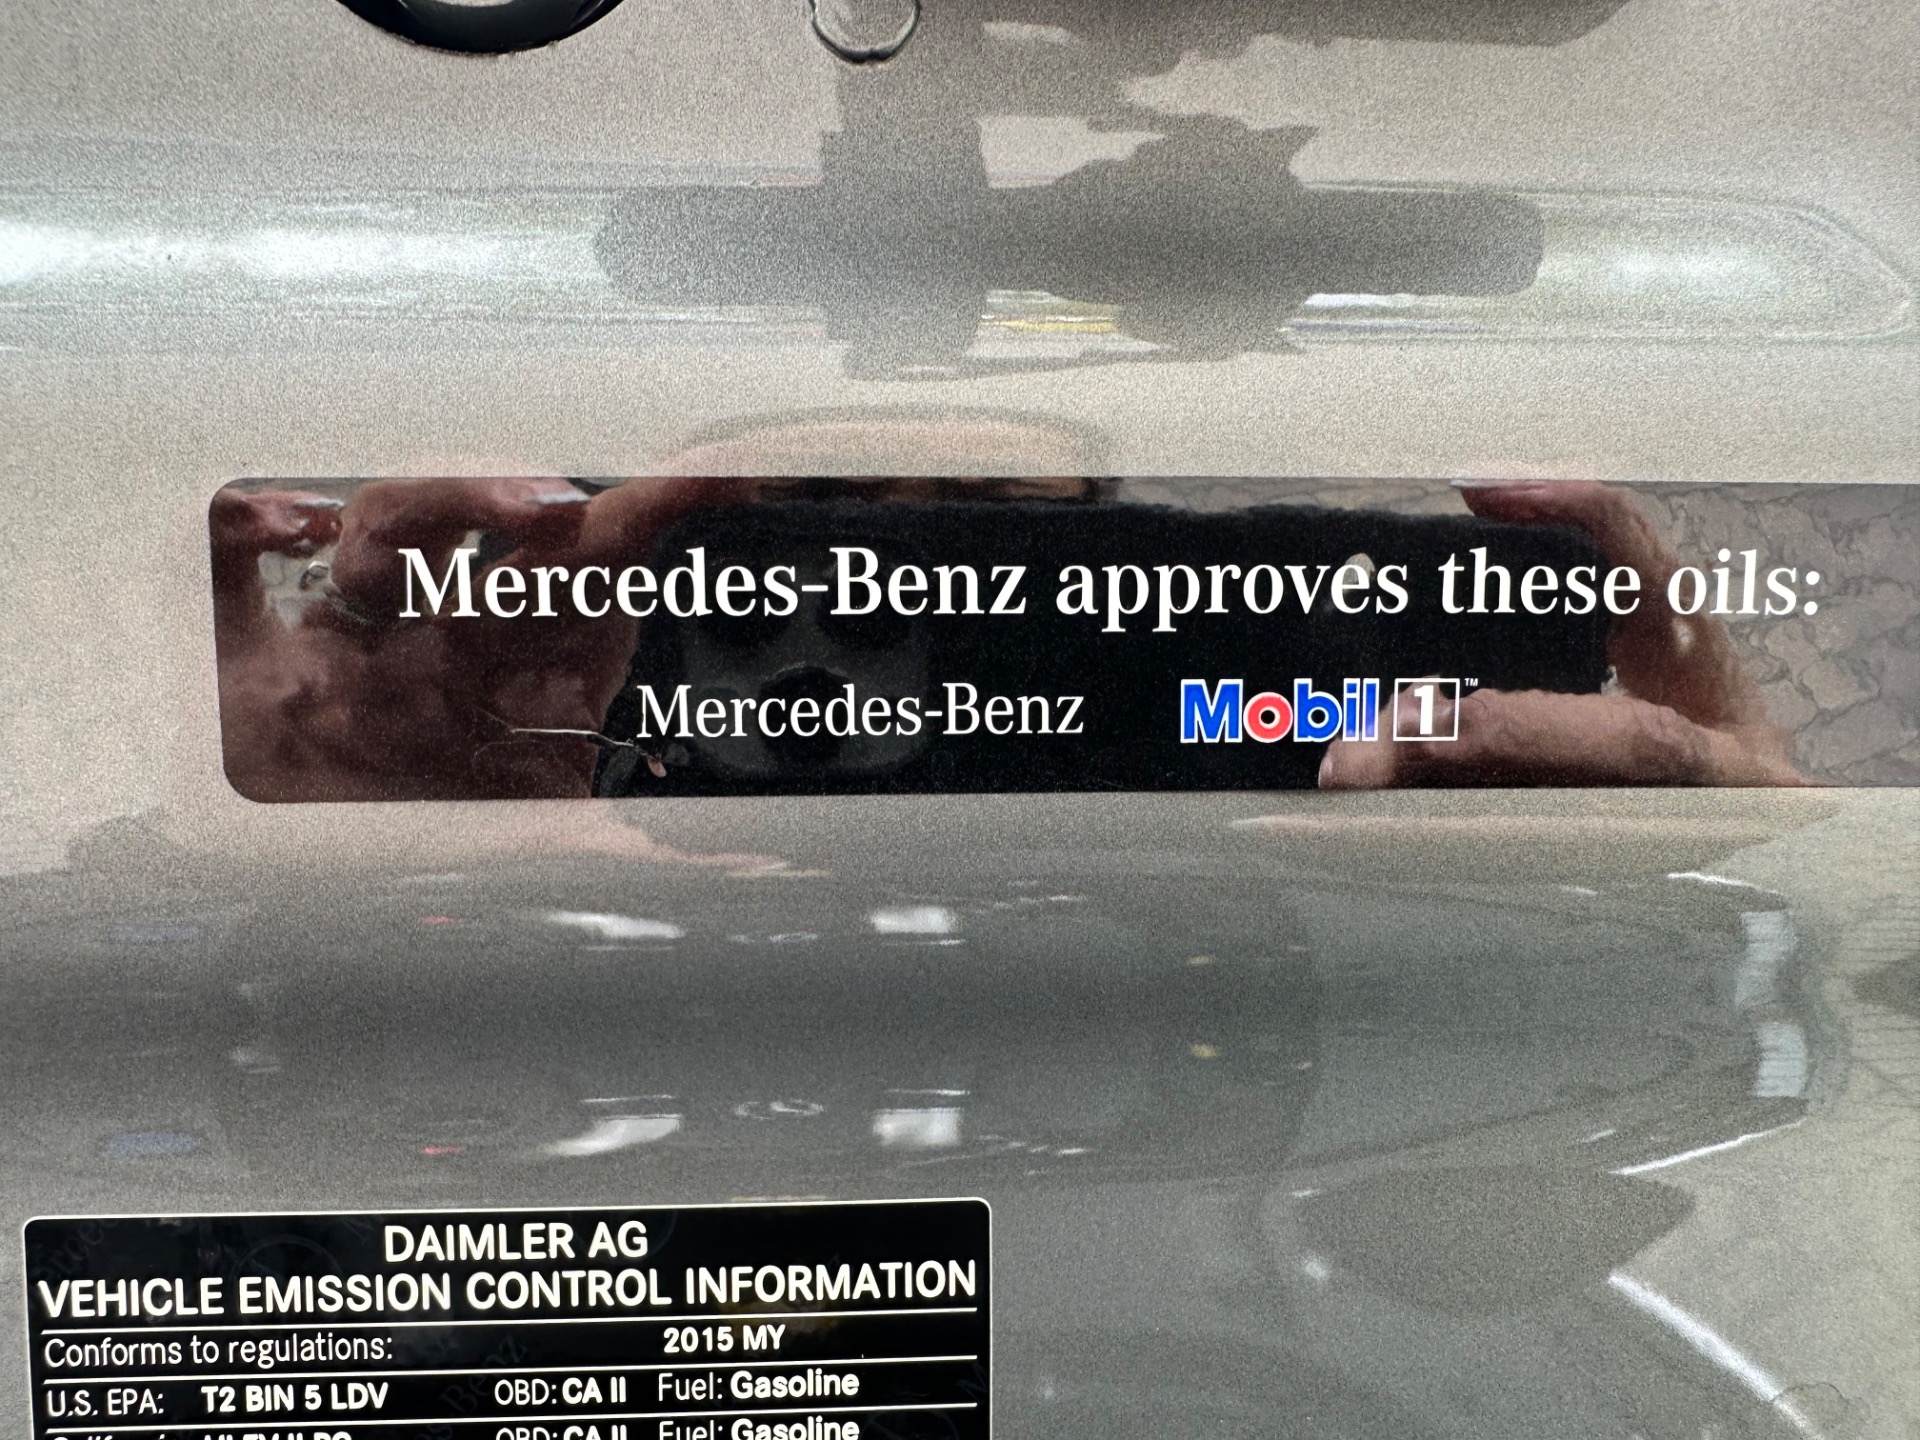 Mercedes-Benz approves these oils:
Mercedes-Benz Mobil 1™
DAIMLER AG
VEHICLE EMISSION CONTROL INFORMATION
Conforms to regulations: 2015 MY
U.S. EPA: T2 BIN 5 LDV OBD: CA II Fuel: Gasoline
OBD: CA II Fuel: Gasoline